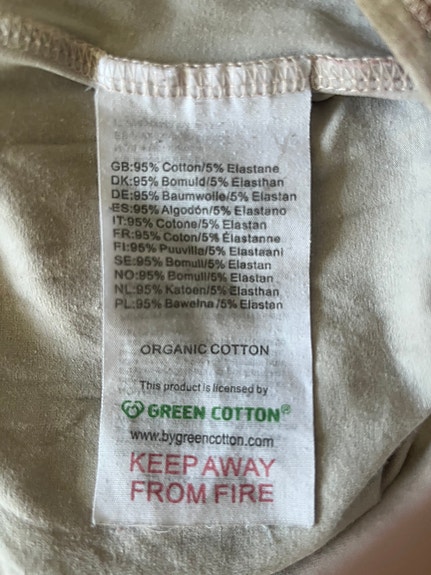 GB:95% Cotton/5% Elastane
DK:95% Bomuld/5% Elasthan
DE:95% Baumwolle/5% Elastan
ES:95% Algodón/5% Elastano
IT:95% Cotone/5% Elastan
FR:95% Coton/5% Élastanne
FI:95% Puuvilla/5% Elastaani
SE:95% Bomull/5% Elastan
NO:95% Bomull/5% Elastan
NL:95% Katoen/5% Elasthan
PL:95% Bawełna/5% Elastan
ORGANIC COTTON
This product is licensed by
GREEN COTTON®
www.bygreencotton.com
KEEP AWAY
FROM FIRE